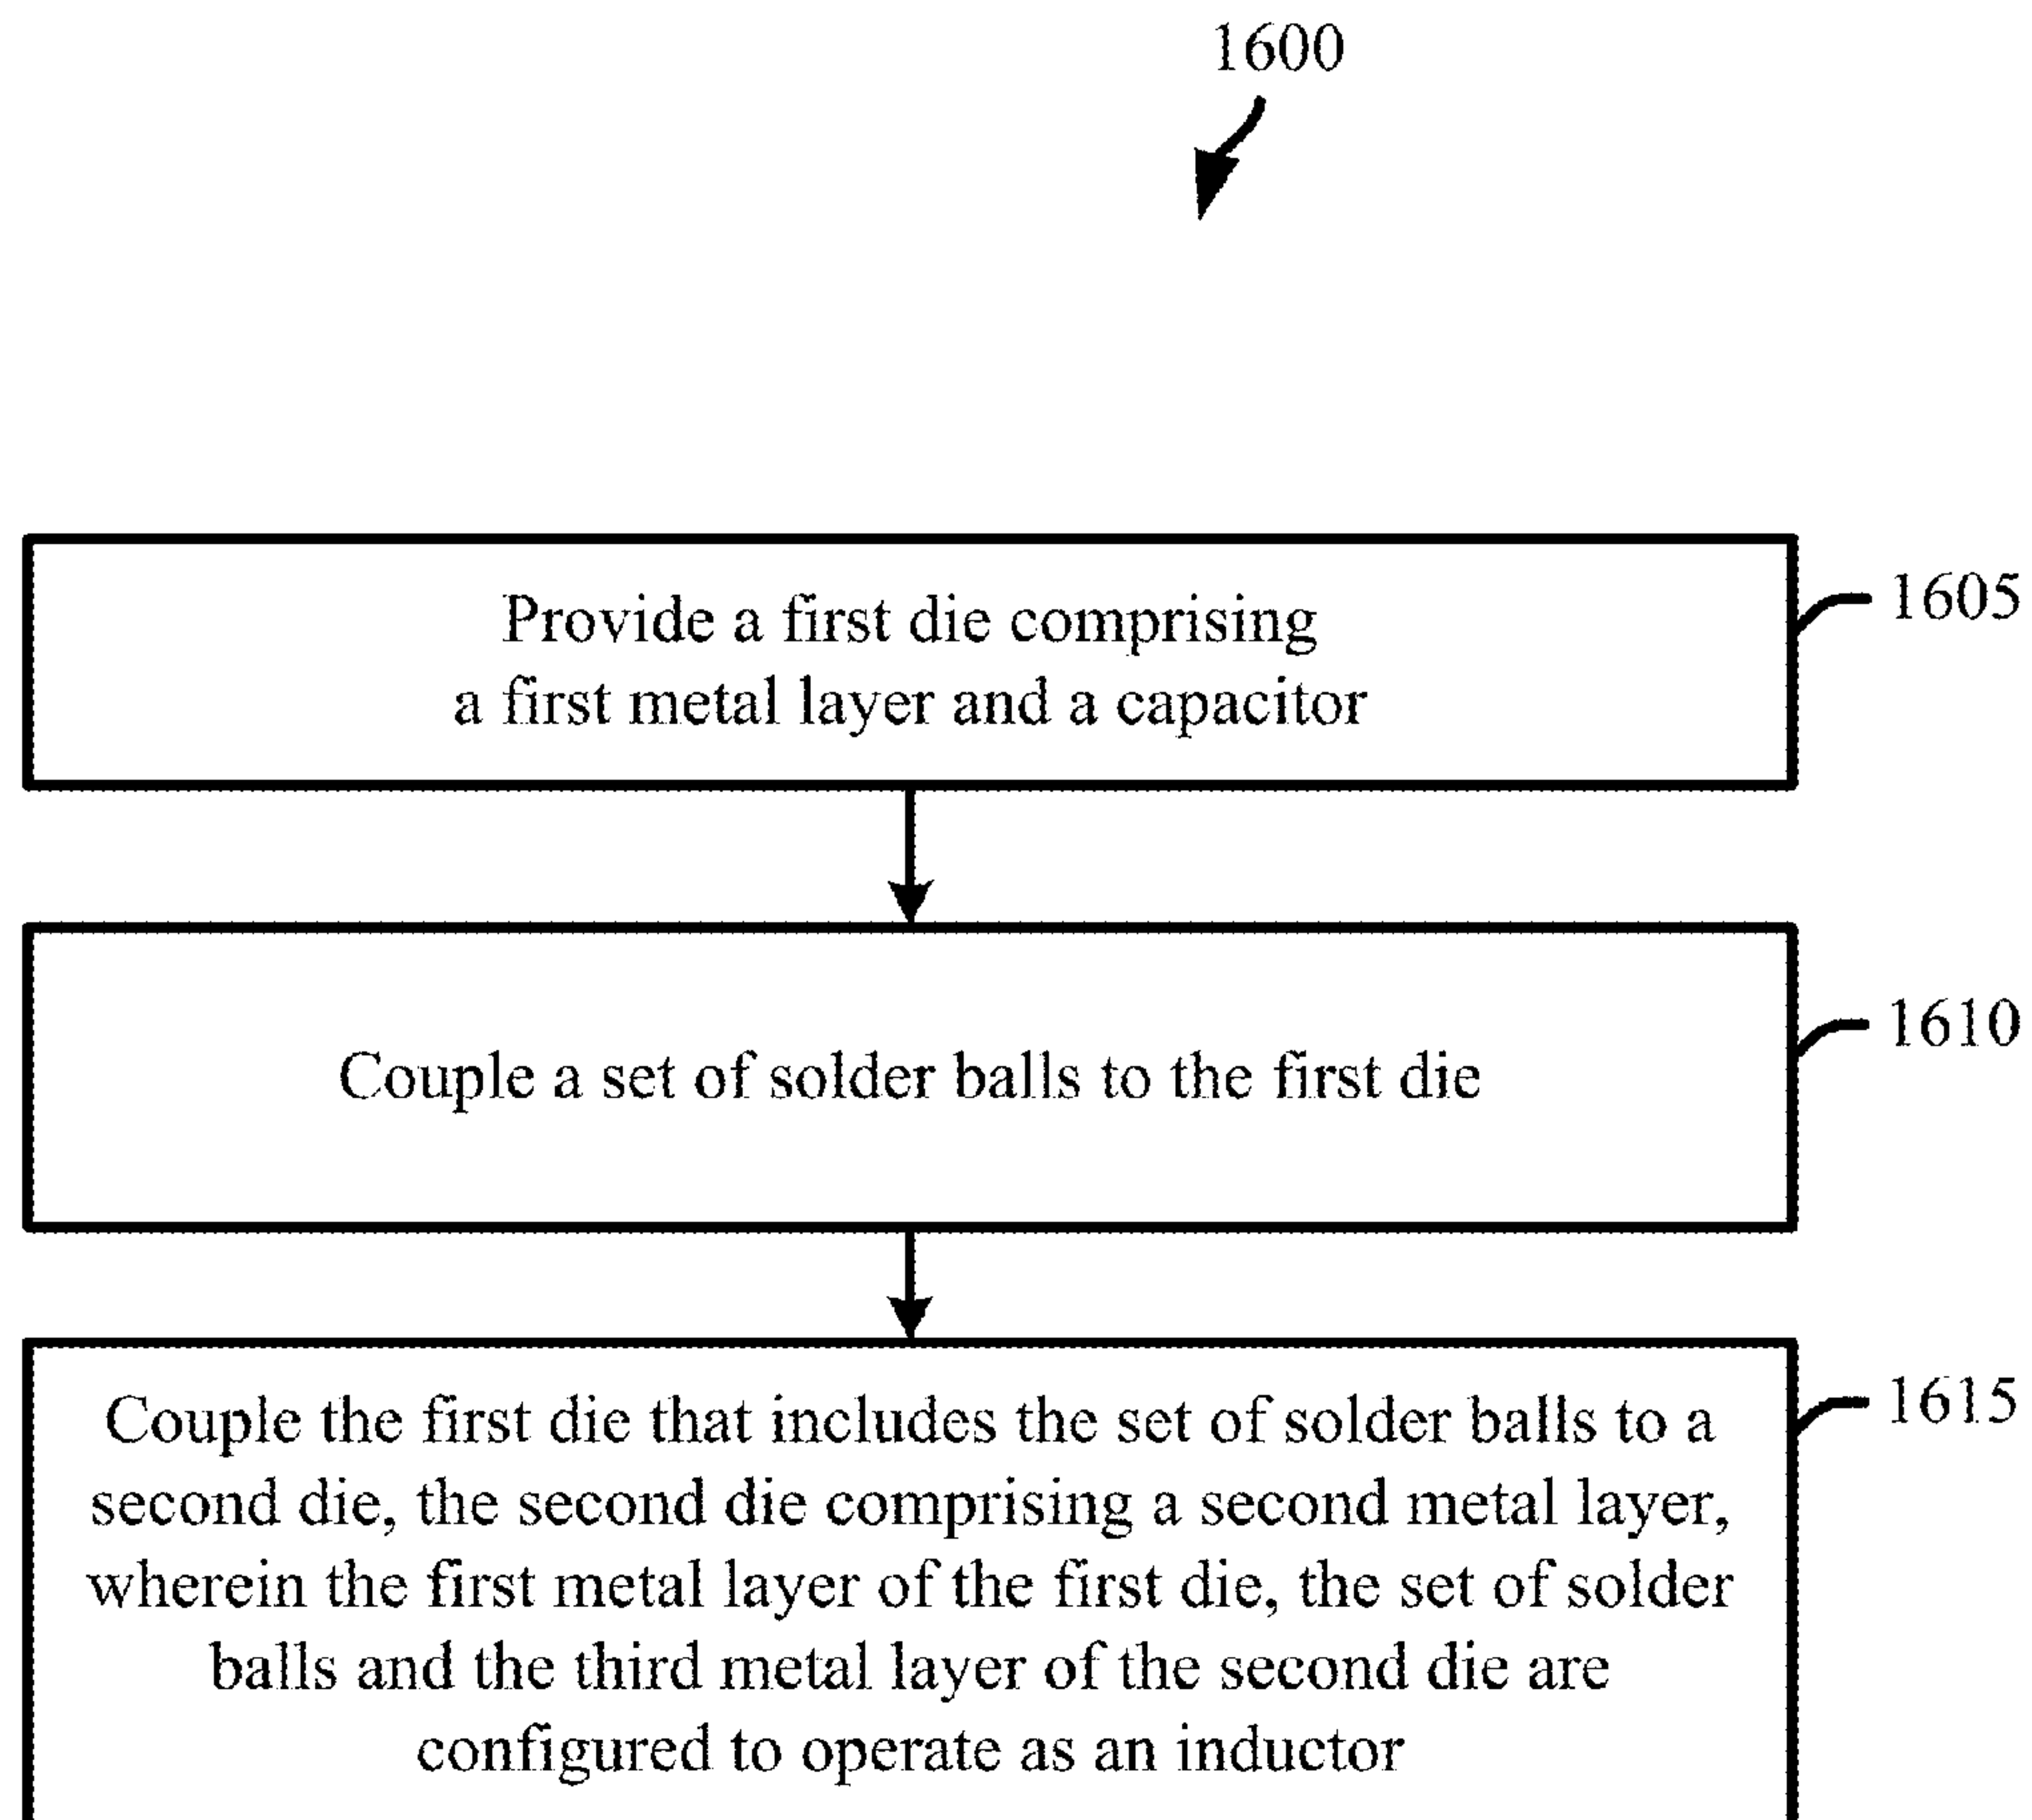 1600
Provide a first die comprising
a first metal layer and a capacitor
1605
Couple a set of solder balls to the first die
1610
Couple the first die that includes the set of solder balls to a
second die, the second die comprising a second metal layer,
wherein the first metal layer of the first die, the set of solder
balls and the third metal layer of the second die are
configured to operate as an inductor
1615